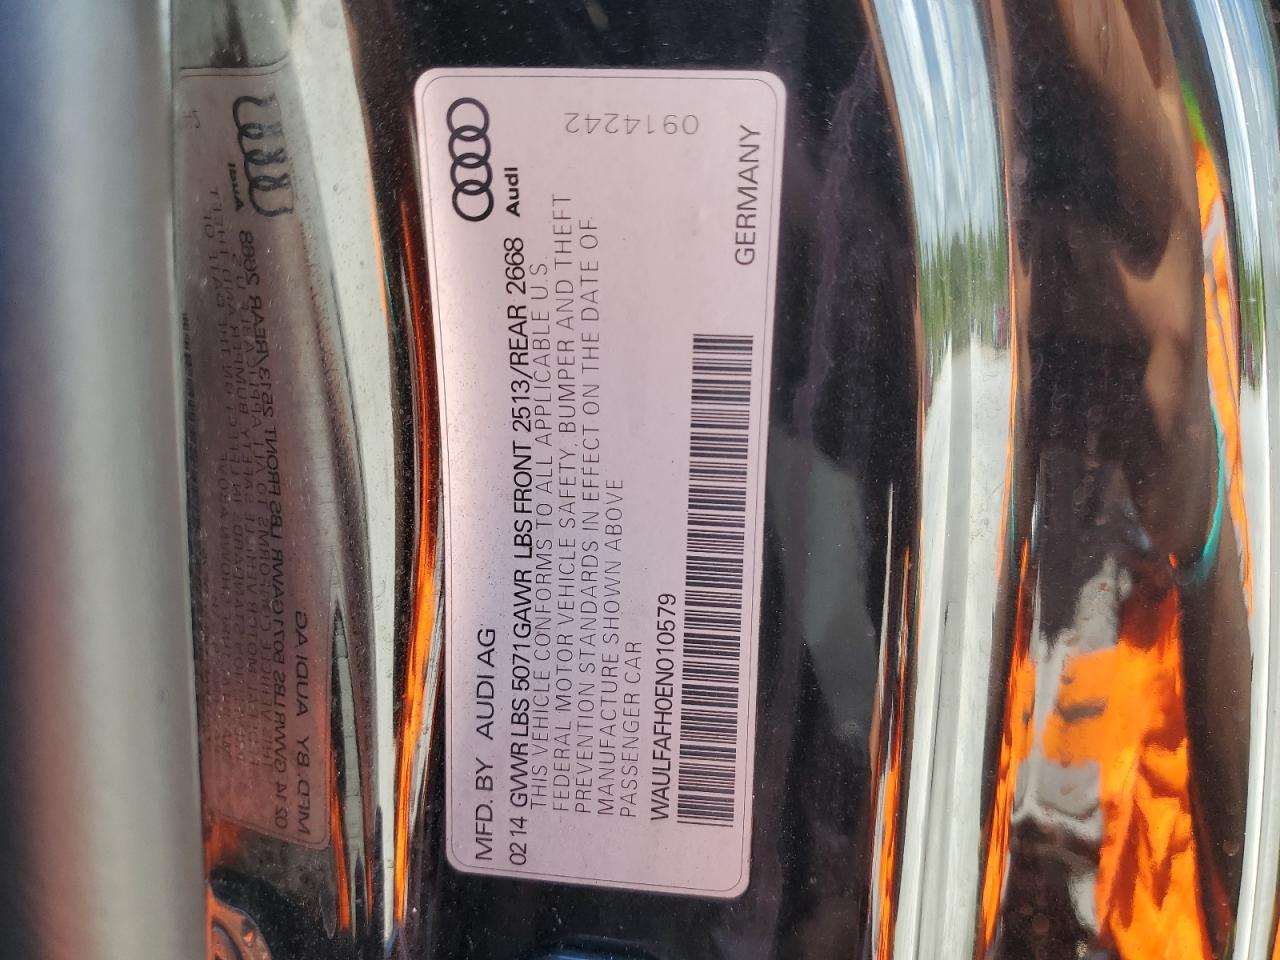 Audi
0914242
MFD. BY AUDI AG
0214 GVWR LBS 5071 GAWR LBS FRONT 2513/REAR 2668
THIS VEHICLE CONFORMS TO ALL APPLICABLE U.S
FEDERAL MOTOR VEHICLE SAFETY, BUMPER AND THEFT
PREVENTION STANDARDS IN EFFECT ON THE DATE OF
MANUFACTURE SHOWN ABOVE
PASSENGER CAR
WAULFAFH0EN010579
GERMANY